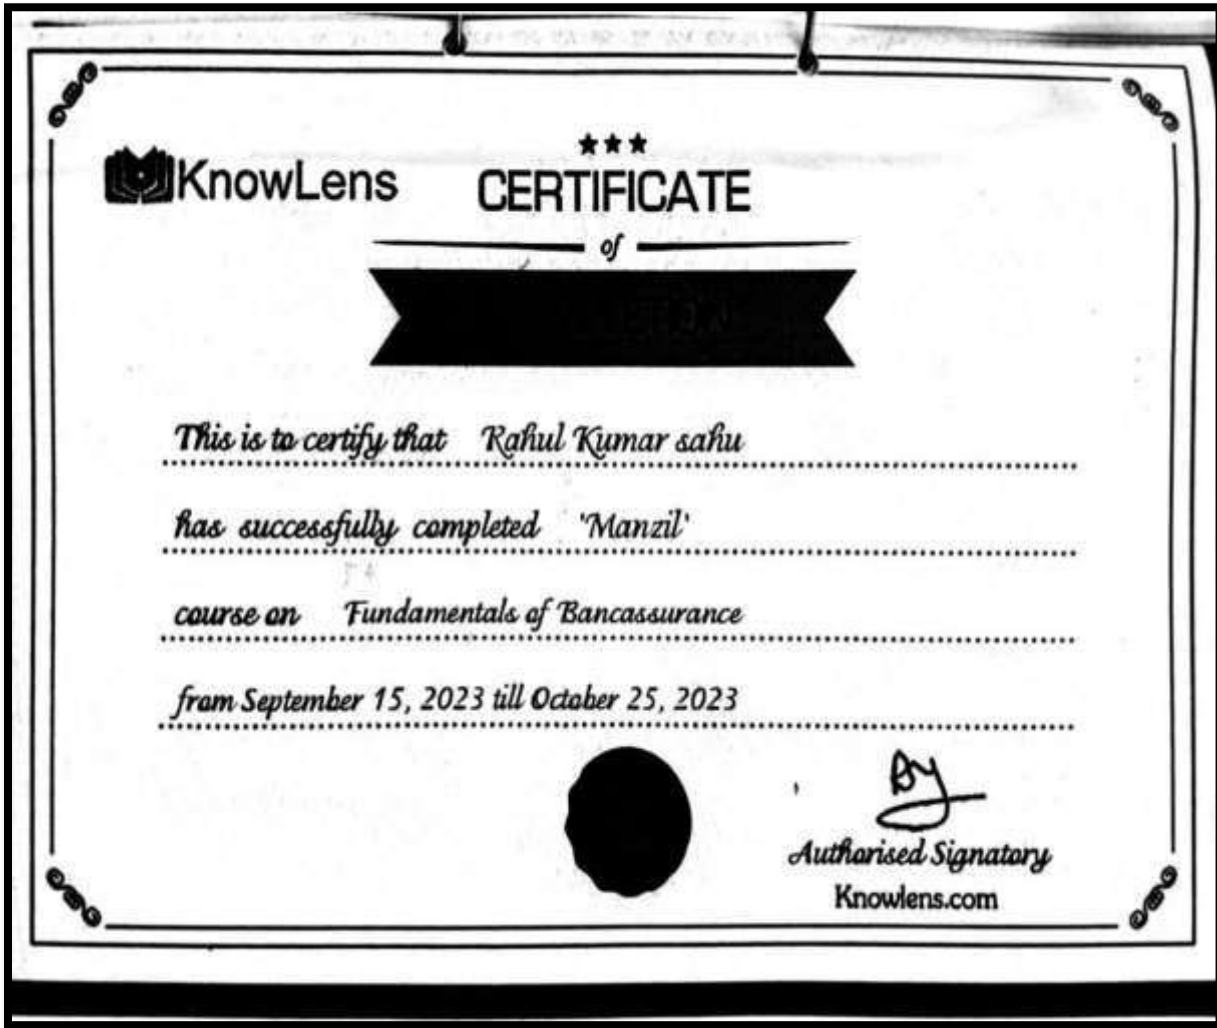 KnowLens
★★★
CERTIFICATE
of
This is to certify that Rahul Kumar sahu
has successfully completed 'Manzil'
course on Fundamentals of Bancassurance
from September 15, 2023 till October 25, 2023
Authorised Signatory
Knowlens.com